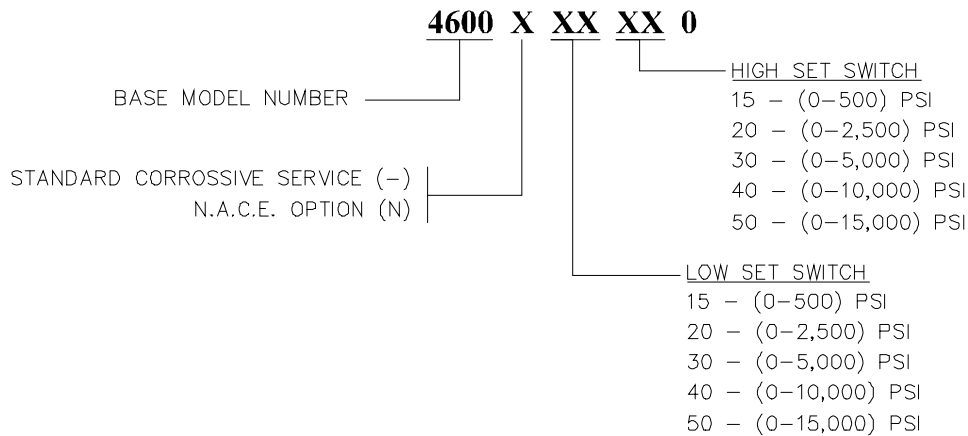 4600 X XX XX 0
BASE MODEL NUMBER
STANDARD CORROSSIVE SERVICE (-)
N.A.C.E. OPTION (N)
HIGH SET SWITCH
15 - (0-500) PSI
20 - (0-2,500) PSI
30 - (0-5,000) PSI
40 - (0-10,000) PSI
50 - (0-15,000) PSI
LOW SET SWITCH
15 - (0-500) PSI
20 - (0-2,500) PSI
30 - (0-5,000) PSI
40 - (0-10,000) PSI
50 - (0-15,000) PSI